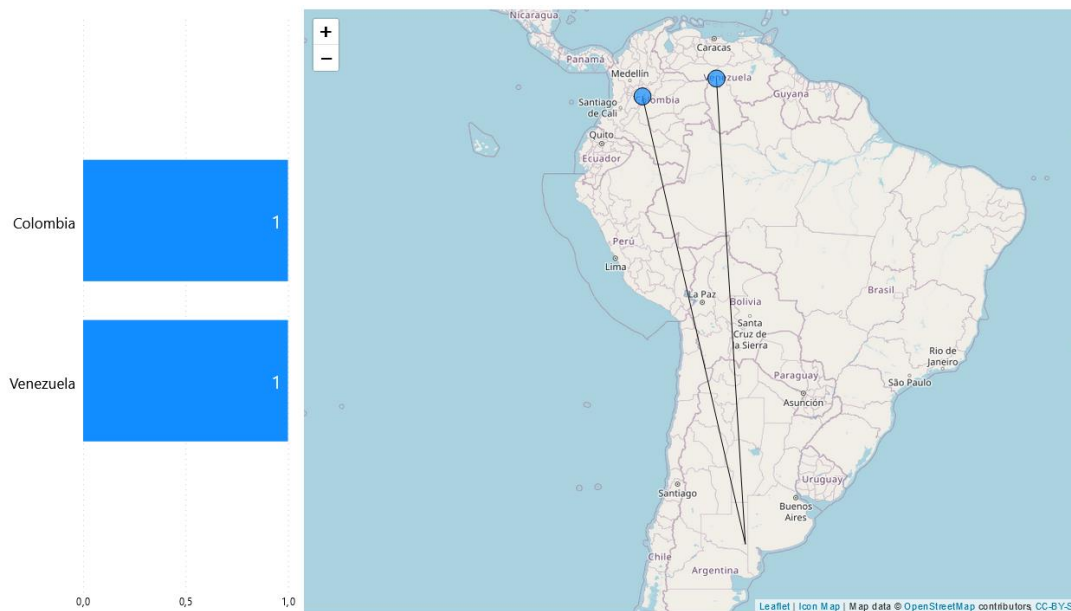 Colombia
1
Venezuela
1
0,0
0,5
1,0
+
−
Nicaragua
Caracas
Panamá
Medellín
Venezuela
Guyana
Santiago
de Cali
Colombia
Quito
Ecuador
Perú
Lima
Brasil
La Paz
Bolivia
Santa
Cruz de
la Sierra
Rio de
Janeiro
Paraguay
São Paulo
Asunción
Uruguay
Santiago
Buenos
Aires
Chile
Argentina
Leaflet | Icon Map | Map data © OpenStreetMap contributors, CC-BY-S